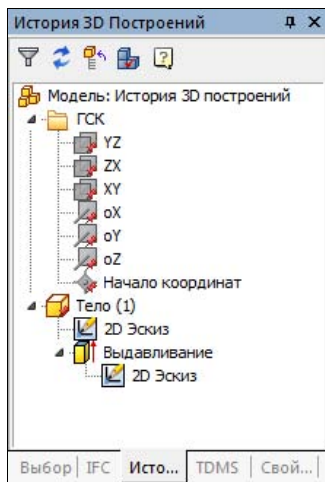 История 3D Построений
Модель: История 3D построений
ГСК
YZ
ZX
XY
oX
oY
oZ
Начало координат
Тело (1)
2D Эскиз
Выдавливание
2D Эскиз
Выбор IFC Исто... TDMS Свой...